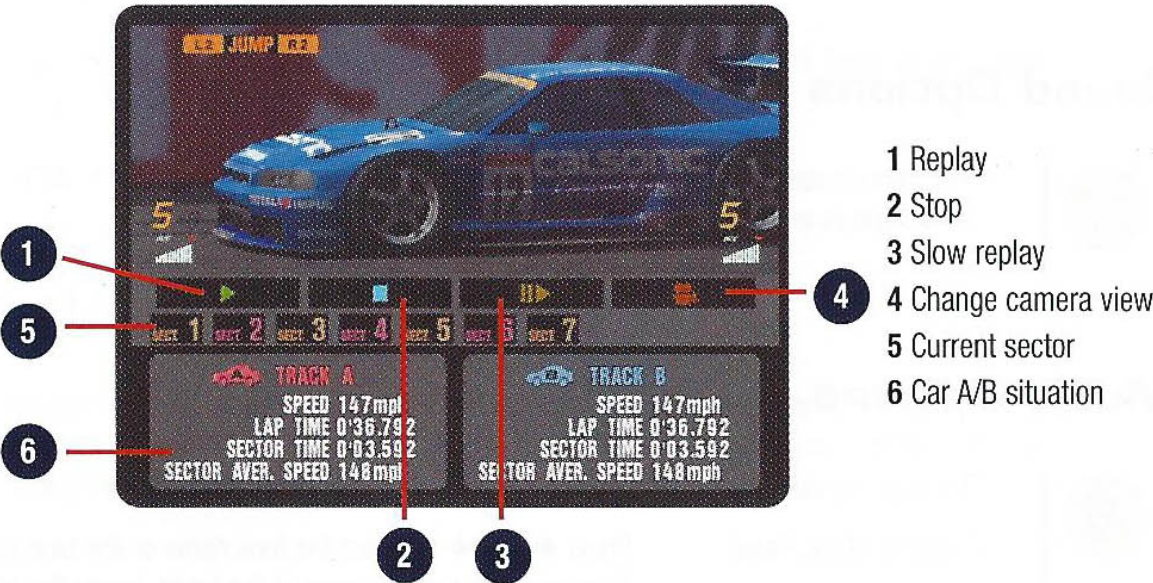 L2 JUMP R2
CALSONIC
12
5
5
1
4
5
SECT 1 SECT 2 SECT 3 SECT 4 SECT 5 SECT 6 SECT 7
TRACK A
SPEED 147mph
LAP TIME 0'36.792
SECTOR TIME 0'03.592
SECTOR AVER. SPEED 148mph
TRACK B
SPEED 147mph
LAP TIME 0'36.792
SECTOR TIME 0'03.592
SECTOR AVER. SPEED 148mph
6
2
3
1 Replay
2 Stop
3 Slow replay
4 Change camera view
5 Current sector
6 Car A/B situation